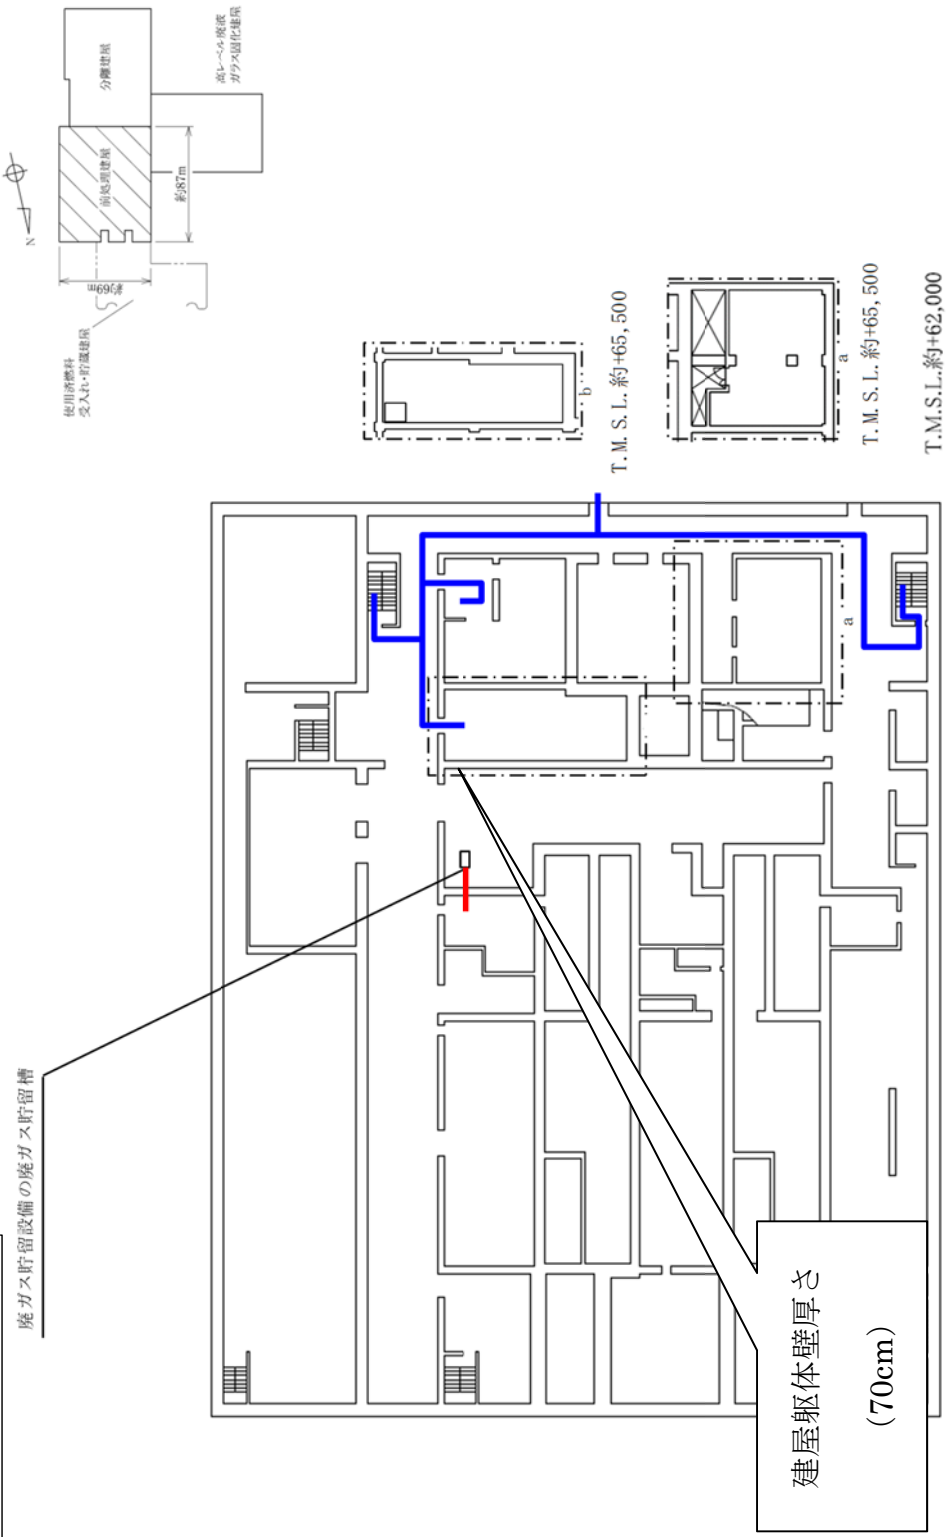 廃ガス貯留設備の廃ガス貯留槽
建屋躯体壁厚さ
(70cm)
使用済燃料
受入れ・貯蔵建屋
N
約69m
前処理建屋
約87m
分離建屋
高レベル廃液
ガラス固化建屋
b
T.M.S.L.約+65,500
a
T.M.S.L.約+65,500
a
T.M.S.L.約+62,000